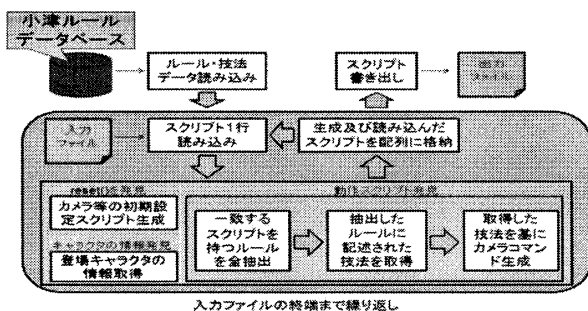 小津ルール
データベース
ルール・技法
データ読み込み
スクリプト
書き出し
出力
ファイル
入力
ファイル
スクリプト1行
読み込み
生成及び読み込んだ
スクリプトを配列に格納
reset()を発見
カメラ等の初期設
定スクリプト生成
キャラクタの情報発見
登場キャラクタの
情報取得
動作スクリプト発見
一致する
スクリプトを
持つルール
を全抽出
抽出した
ルールに
記述された
技法を取得
取得した
技法を基に
カメラコマン
ド生成
入力ファイルの終端まで繰り返し